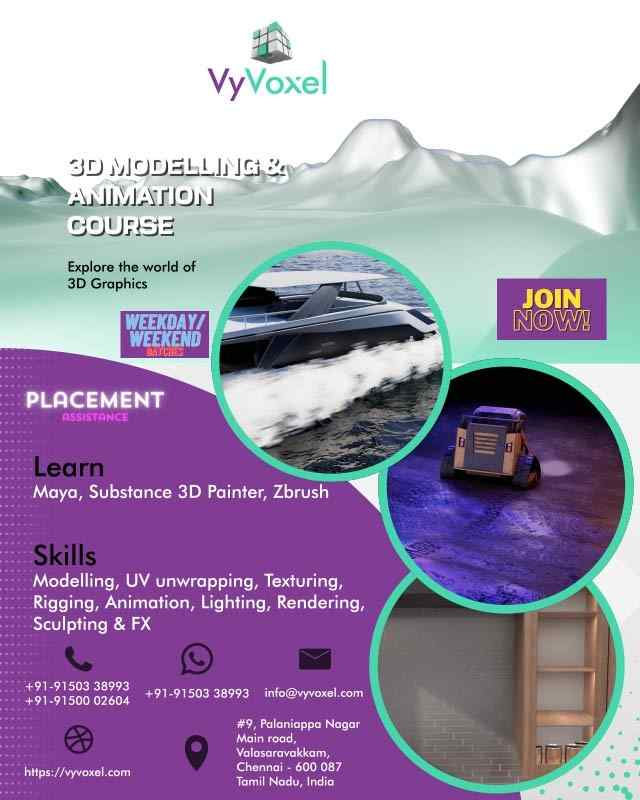 VyVoxel
3D MODELLING &
ANIMATION
COURSE
Explore the world of
3D Graphics
WEEKDAY/
WEEKEND
BATCHES
JOIN
NOW!
PLACEMENT
ASSISTANCE
Learn
Maya, Substance 3D Painter, Zbrush
Skills
Modelling, UV unwrapping, Texturing,
Rigging, Animation, Lighting, Rendering,
Sculpting & FX
+91-91503 38993
+91-91500 02604
+91-91503 38993
info@vyvoxel.com
https://vyvoxel.com
#9, Palaniappa Nagar
Main road,
Valasaravakkam,
Chennai - 600 087
Tamil Nadu, India